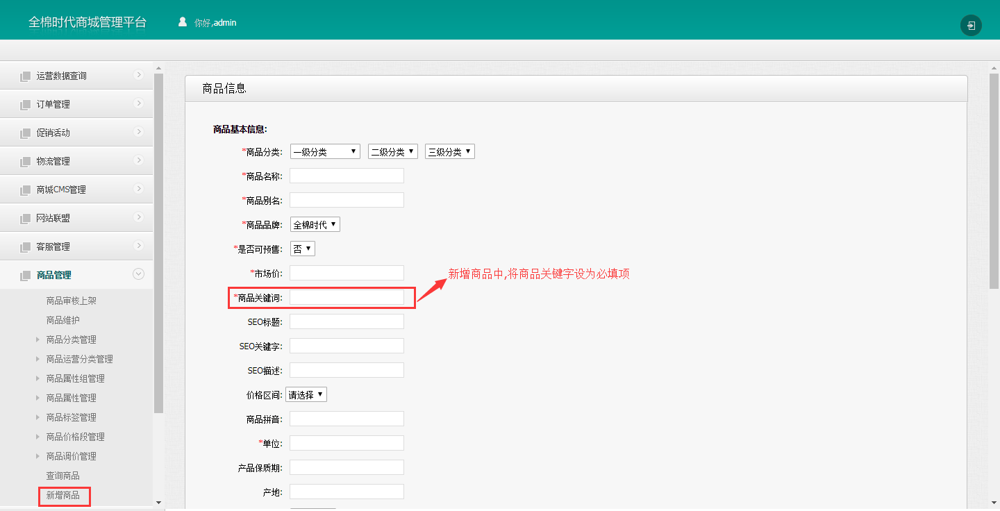 全棉时代商城管理平台
你好,admin
运营数据查询
订单管理
促销活动
物流管理
商城CMS管理
网站联盟
客服管理
商品管理
商品审核上架
商品维护
商品分类管理
商品运营分类管理
商品属性组管理
商品属性管理
商品标签管理
商品价格段管理
商品调价管理
查询商品
新增商品
商品信息
商品基本信息:
*商品分类: 一级分类 二级分类 三级分类
*商品名称:
*商品别名:
*商品品牌: 全棉时代
*是否可预售: 否
*市场价:
新增商品中,将商品关键字设为必填项
*商品关键词:
SEO标题:
SEO关键字:
SEO描述:
价格区间: 请选择
商品拼音:
*单位:
产品保质期:
产地: